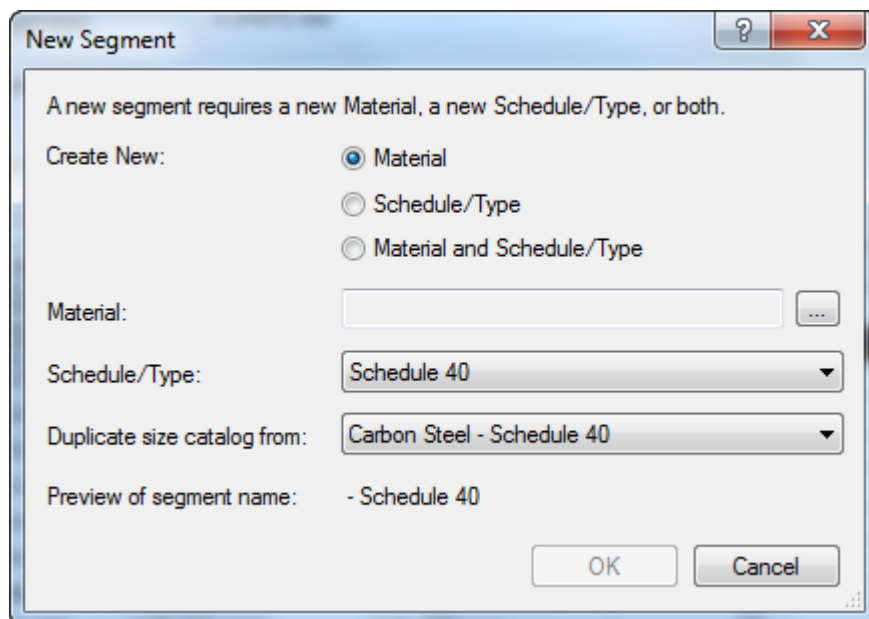 New Segment
A new segment requires a new Material, a new Schedule/Type, or both.
Create New:
Material
Schedule/Type
Material and Schedule/Type
Material:
...
Schedule/Type:
Schedule 40
Duplicate size catalog from:
Carbon Steel - Schedule 40
Preview of segment name:
- Schedule 40
OK
Cancel